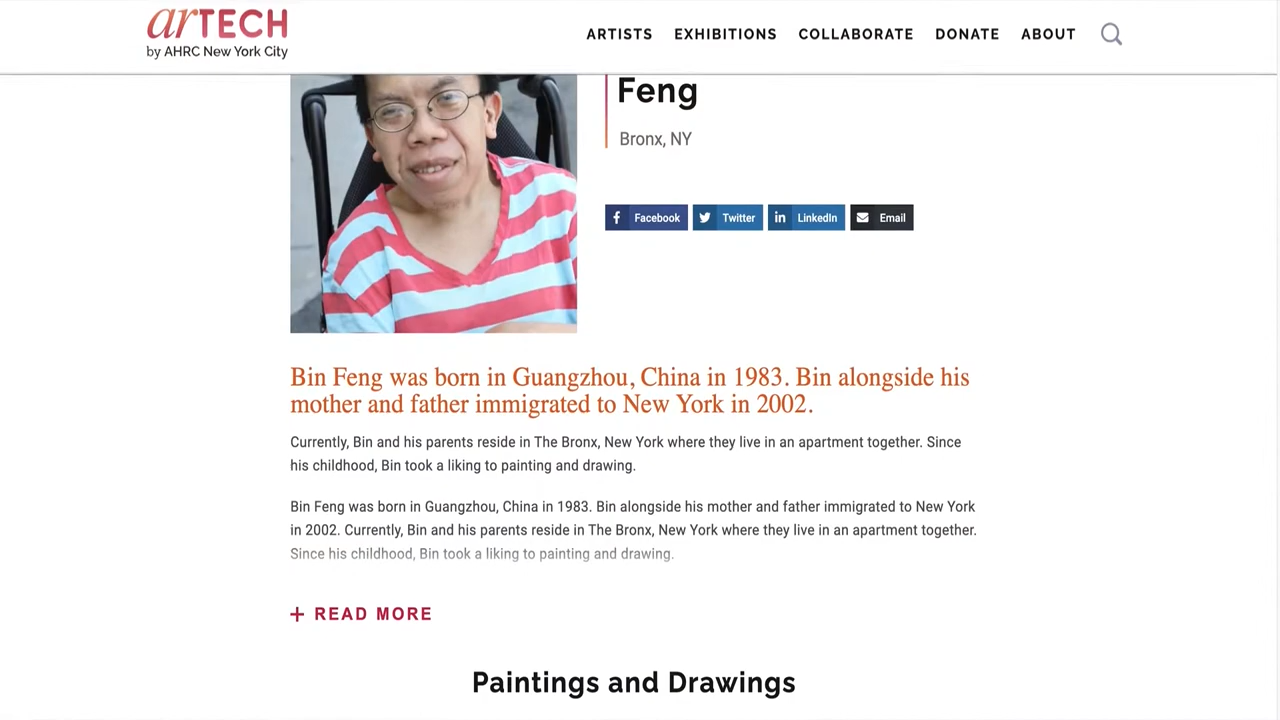 arTECH
by AHRC New York City
ARTISTS EXHIBITIONS COLLABORATE DONATE ABOUT
Feng
Bronx, NY
Facebook Twitter LinkedIn Email
Bin Feng was born in Guangzhou, China in 1983. Bin alongside his
mother and father immigrated to New York in 2002.
Currently, Bin and his parents reside in The Bronx, New York where they live in an apartment together. Since
his childhood, Bin took a liking to painting and drawing.
Bin Feng was born in Guangzhou, China in 1983. Bin alongside his mother and father immigrated to New York
in 2002. Currently, Bin and his parents reside in The Bronx, New York where they live in an apartment together.
Since his childhood, Bin took a liking to painting and drawing.
+ READ MORE
Paintings and Drawings